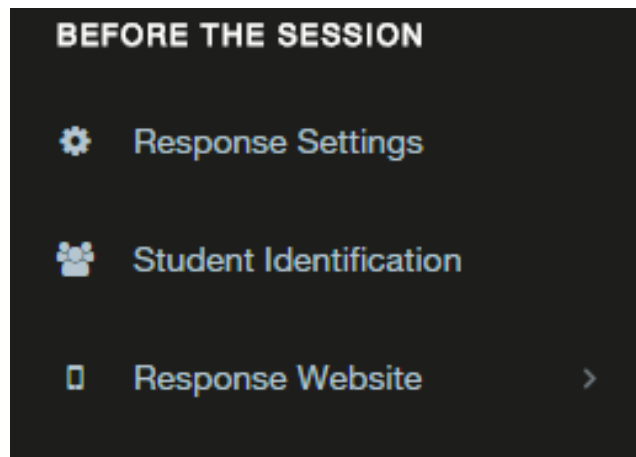 BEFORE THE SESSION
Response Settings
Student Identification
Response Website